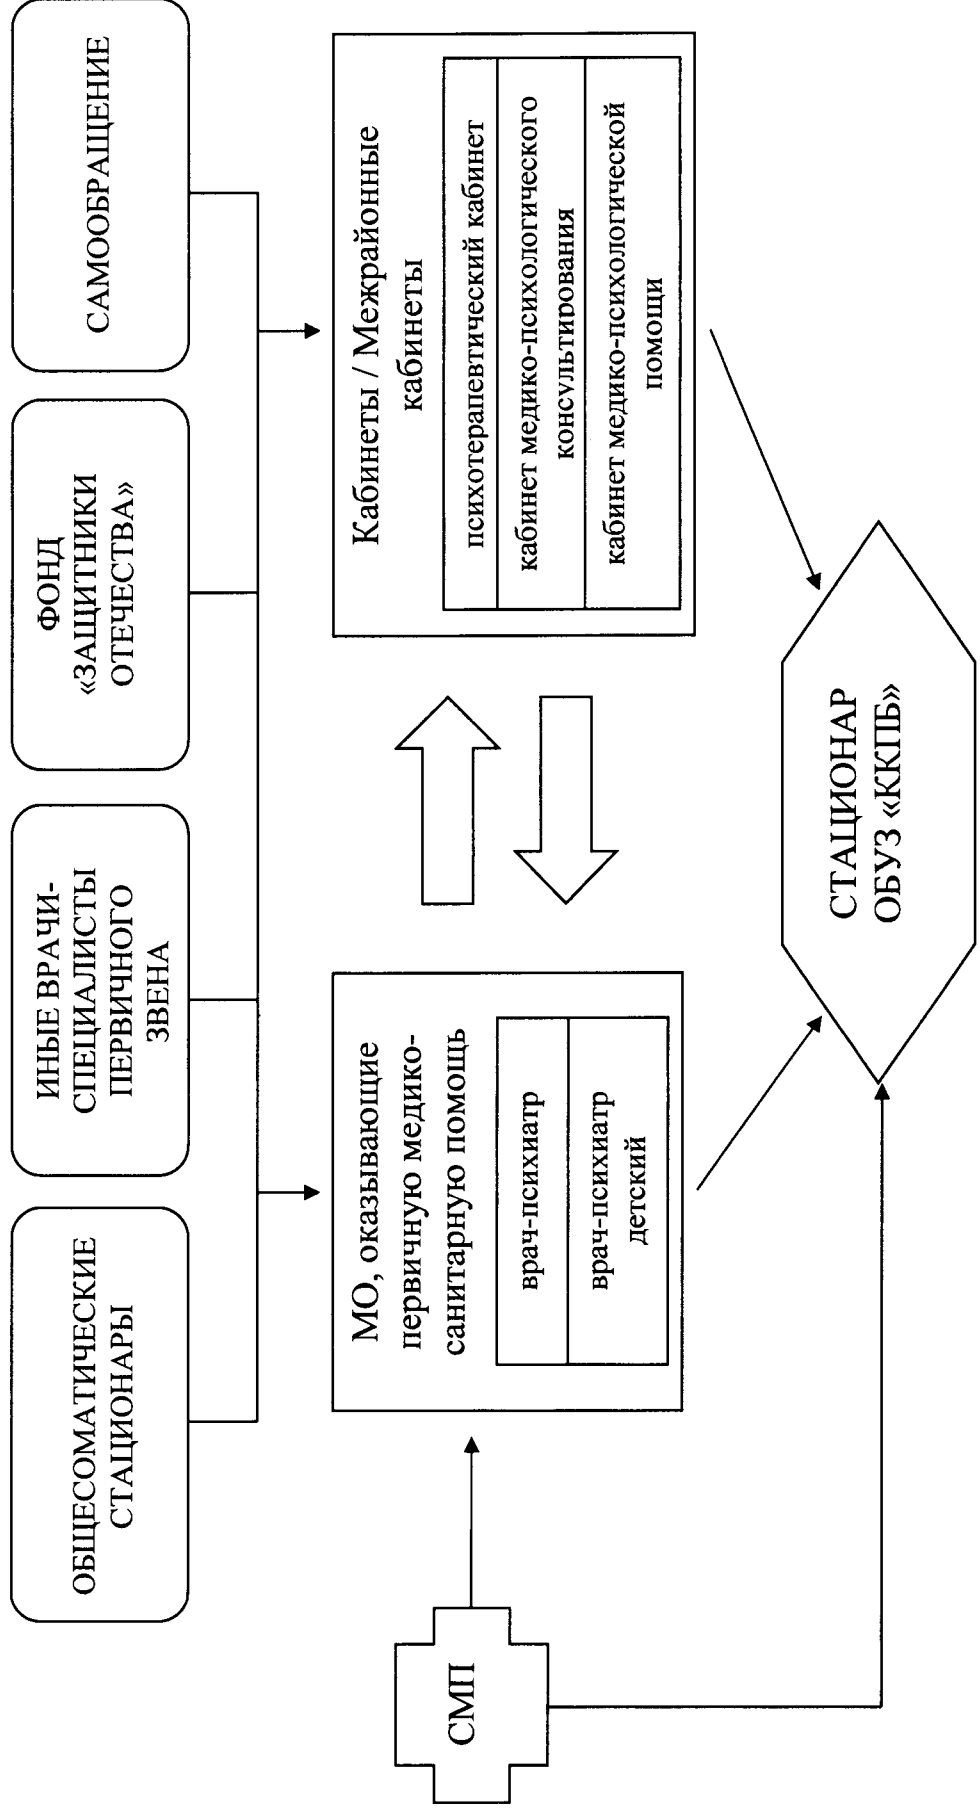 ОБЩЕСОМАТИЧЕСКИЕ
СТАЦИОНАРЫ
ИНЫЕ ВРАЧИ-
СПЕЦИАЛИСТЫ
ПЕРВИЧНОГО
ЗВЕНА
ФОНД
«ЗАЩИТНИКИ
ОТЕЧЕСТВА»
САМООБРАЩЕНИЕ
СМП
МО, оказывающие
первичную медико-
санитарную помощь
врач-психиатр
врач-психиатр
детский
Кабинеты / Межрайонные
кабинеты
психотерапевтический кабинет
кабинет медико-психологического
консультирования
кабинет медико-психологической
помощи
СТАЦИОНАР
ОБУЗ «ККПБ»